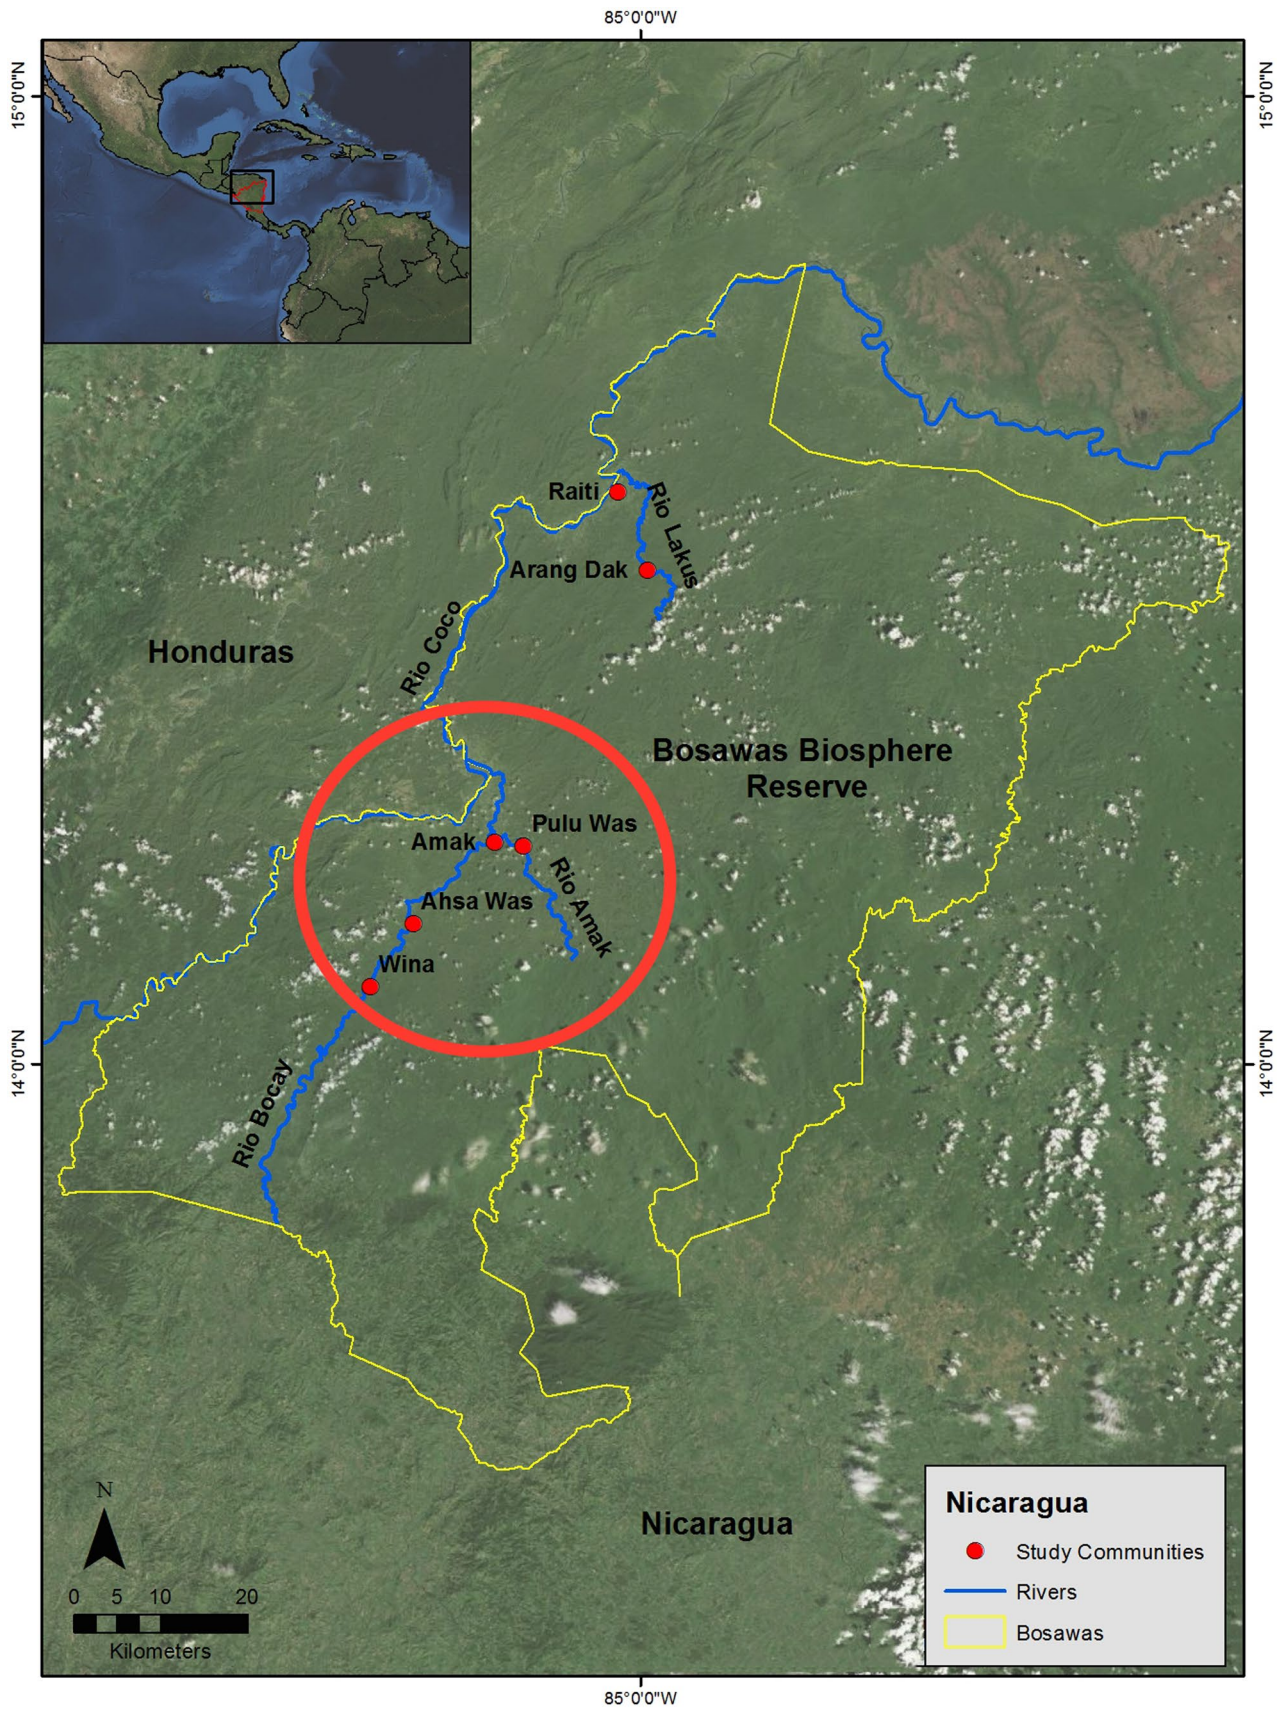 85°0'0"W
15°0'0"N
15°0'0"N
Raiti
Rio Lakus
Arang Dak
Rio Coco
Honduras
Bosawas Biosphere
Reserve
Pulu Was
Amak
Rio Amak
Ahsa Was
Wina
14°0'0"N
14°0'0"N
Rio Bocay
N
0 5 10 20
Kilometers
Nicaragua
Nicaragua
Study Communities
Rivers
Bosawas
85°0'0"W